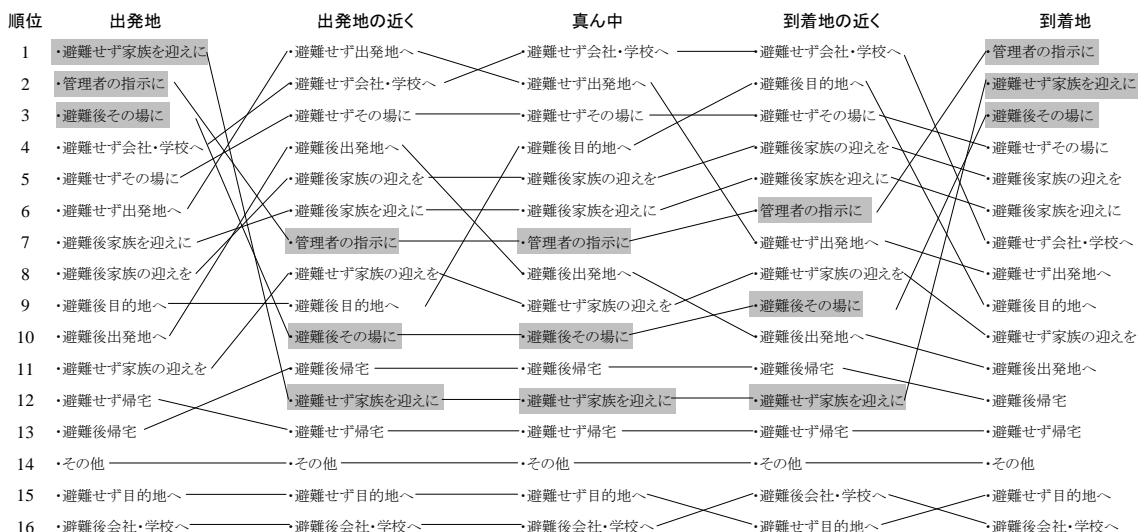 順位 出発地 出発地の近く 真ん中 到着地の近く 到着地
1 ・避難せず家族を迎えに ・避難せず出発地へ ・避難せず会社・学校へ ・避難せず会社・学校へ ・管理者の指示に
2 ・管理者の指示に ・避難せず会社・学校へ ・避難せず出発地へ ・避難後目的地へ ・避難せず家族を迎えに
3 ・避難後その場に ・避難せずその場に ・避難せずその場に ・避難せずその場に ・避難後その場に
4 ・避難せず会社・学校へ ・避難後出発地へ ・避難後目的地へ ・避難後家族の迎えを ・避難せずその場に
5 ・避難せずその場に ・避難後家族の迎えを ・避難後家族の迎えを ・避難後家族を迎えに ・避難後家族の迎えを
6 ・避難せず出発地へ ・避難後家族を迎えに ・避難後家族を迎えに ・管理者の指示に ・避難後家族を迎えに
7 ・避難後家族を迎えに ・管理者の指示に ・管理者の指示に ・避難せず出発地へ ・避難せず会社・学校へ
8 ・避難後家族の迎えを ・避難せず家族の迎えを ・避難後出発地へ ・避難せず家族の迎えを ・避難せず出発地へ
9 ・避難後目的地へ ・避難後目的地へ ・避難せず家族の迎えを ・避難後その場に ・避難後目的地へ
10 ・避難後出発地へ ・避難後その場に ・避難後その場に ・避難後出発地へ ・避難せず家族の迎えを
11 ・避難せず家族の迎えを ・避難後帰宅 ・避難後帰宅 ・避難後帰宅 ・避難後出発地へ
12 ・避難せず帰宅 ・避難せず家族を迎えに ・避難せず家族を迎えに ・避難せず家族を迎えに ・避難後帰宅
13 ・避難後帰宅 ・避難せず帰宅 ・避難せず帰宅 ・避難せず帰宅 ・避難せず帰宅
14 ・その他 ・その他 ・その他 ・その他 ・その他
15 ・避難せず目的地へ ・避難せず目的地へ ・避難せず目的地へ ・避難後会社・学校へ ・避難せず目的地へ
16 ・避難後会社・学校へ ・避難後会社・学校へ ・避難後会社・学校へ ・避難せず目的地へ ・避難後会社・学校へ